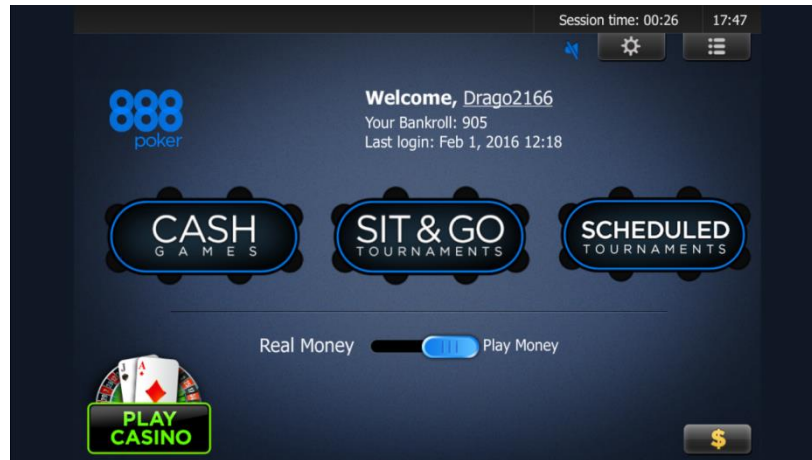 Session time: 00:26 17:47
888
poker
Welcome, Drago2166
Your Bankroll: 905
Last login: Feb 1, 2016 12:18
CASH
GAMES
SIT & GO
TOURNAMENTS
SCHEDULED
TOURNAMENTS
Real Money
Play Money
J A
PLAY
CASINO
$